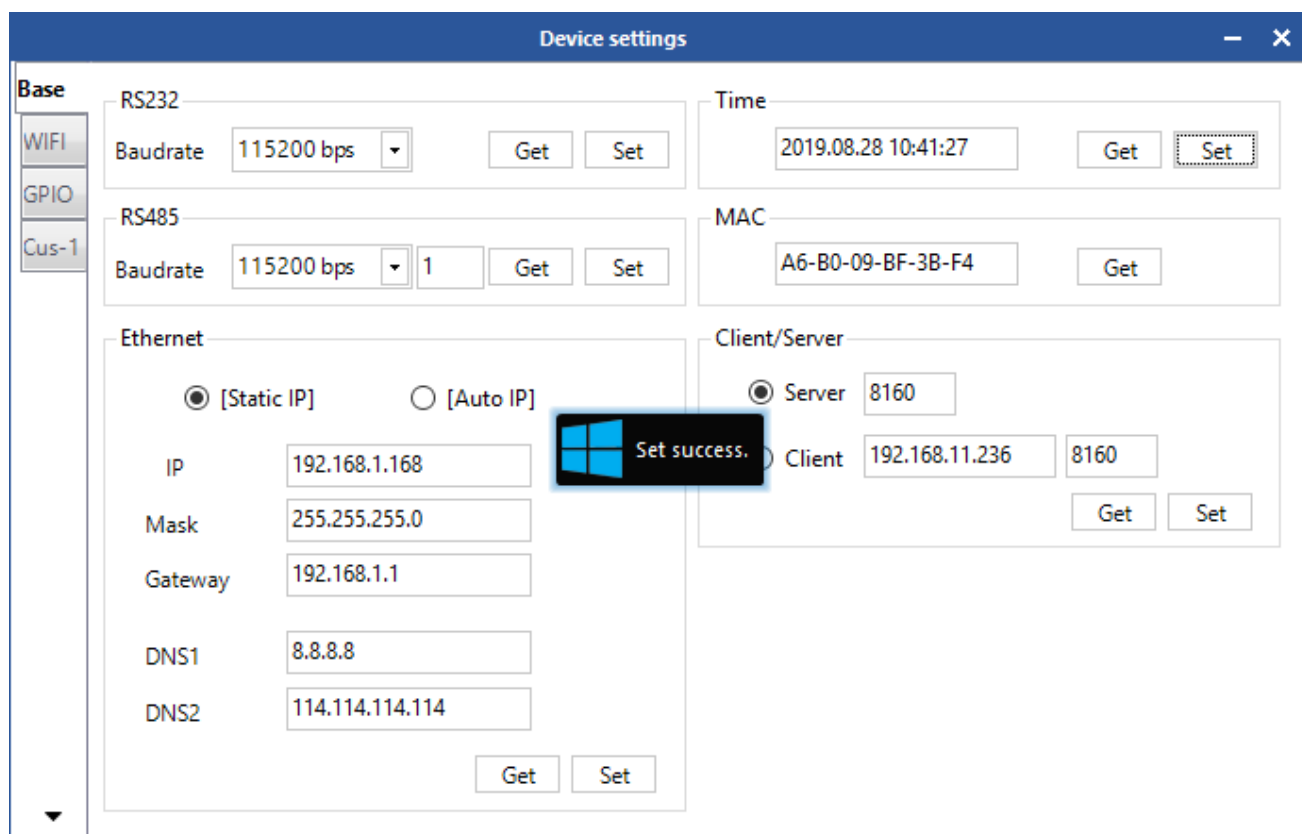 Device settings
Base
WIFI
GPIO
Cus-1
RS232
Baudrate 115200 bps Get Set
RS485
Baudrate 115200 bps 1 Get Set
Ethernet
[Static IP] [Auto IP]
IP 192.168.1.168
Mask 255.255.255.0
Gateway 192.168.1.1
DNS1 8.8.8.8
DNS2 114.114.114.114
Get Set
Time
2019.08.28 10:41:27 Get Set
MAC
A6-B0-09-BF-3B-F4 Get
Client/Server
Server 8160
Client 192.168.11.236 8160
Get Set
Set success.